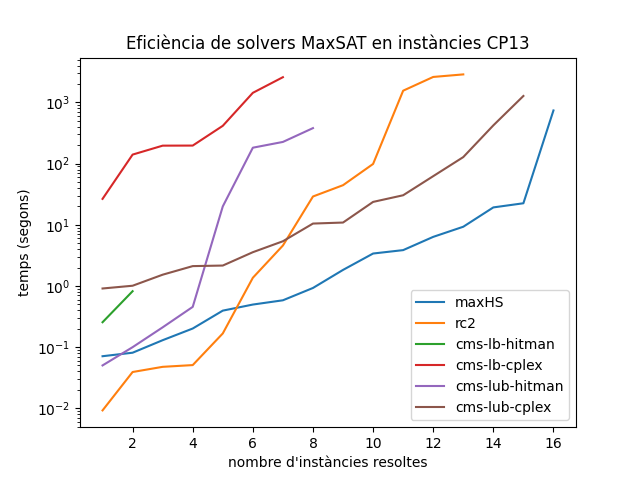 Eficiència de solvers MaxSAT en instàncies CP13
temps (segons)
10³
10²
10¹
10⁰
10⁻¹
10⁻²
2 4 6 8 10 12 14 16
nombre d'instàncies resoltes
maxHS
rc2
cms-lb-hitman
cms-lb-cplex
cms-lub-hitman
cms-lub-cplex